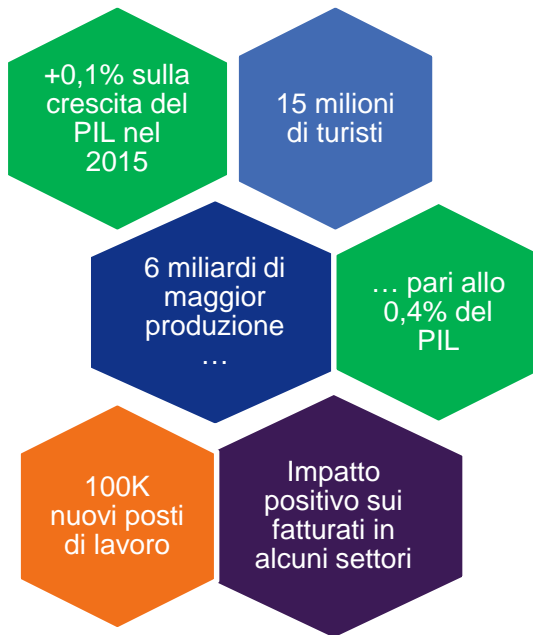 +0,1% sulla
crescita del
PIL nel
2015
15 milioni
di turisti
6 miliardi di
maggior
produzione
…
… pari allo
0,4% del
PIL
100K
nuovi posti
di lavoro
Impatto
positivo sui
fatturati in
alcuni settori